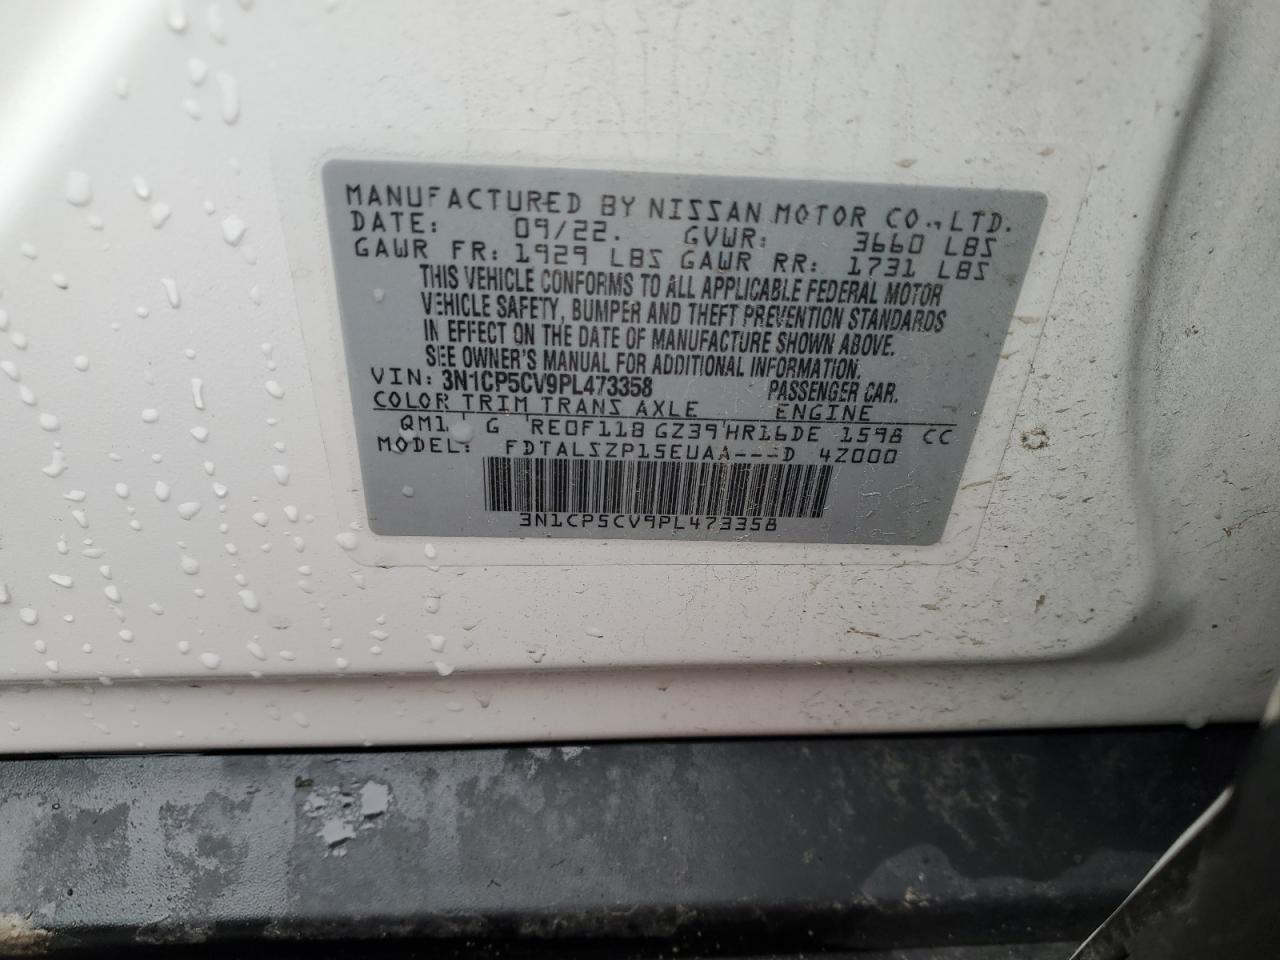 MANUFACTURED BY NISSAN MOTOR CO., LTD.
DATE: 09/22. GVWR: 3660 LBS
GAWR FR: 1929 LBS GAWR RR: 1731 LBS
THIS VEHICLE CONFORMS TO ALL APPLICABLE FEDERAL MOTOR
VEHICLE SAFETY, BUMPER AND THEFT PREVENTION STANDARDS
IN EFFECT ON THE DATE OF MANUFACTURE SHOWN ABOVE.
SEE OWNER'S MANUAL FOR ADDITIONAL INFORMATION.
VIN: 3N1CP5CV9PL473358 PASSENGER CAR.
COLOR TRIM TRANS AXLE ENGINE
QM1 G RE0F11B GZ39 HR16DE 1598 CC
MODEL: FDTALSZP15EUAA---D 4Z000
3N1CP5CV9PL473358